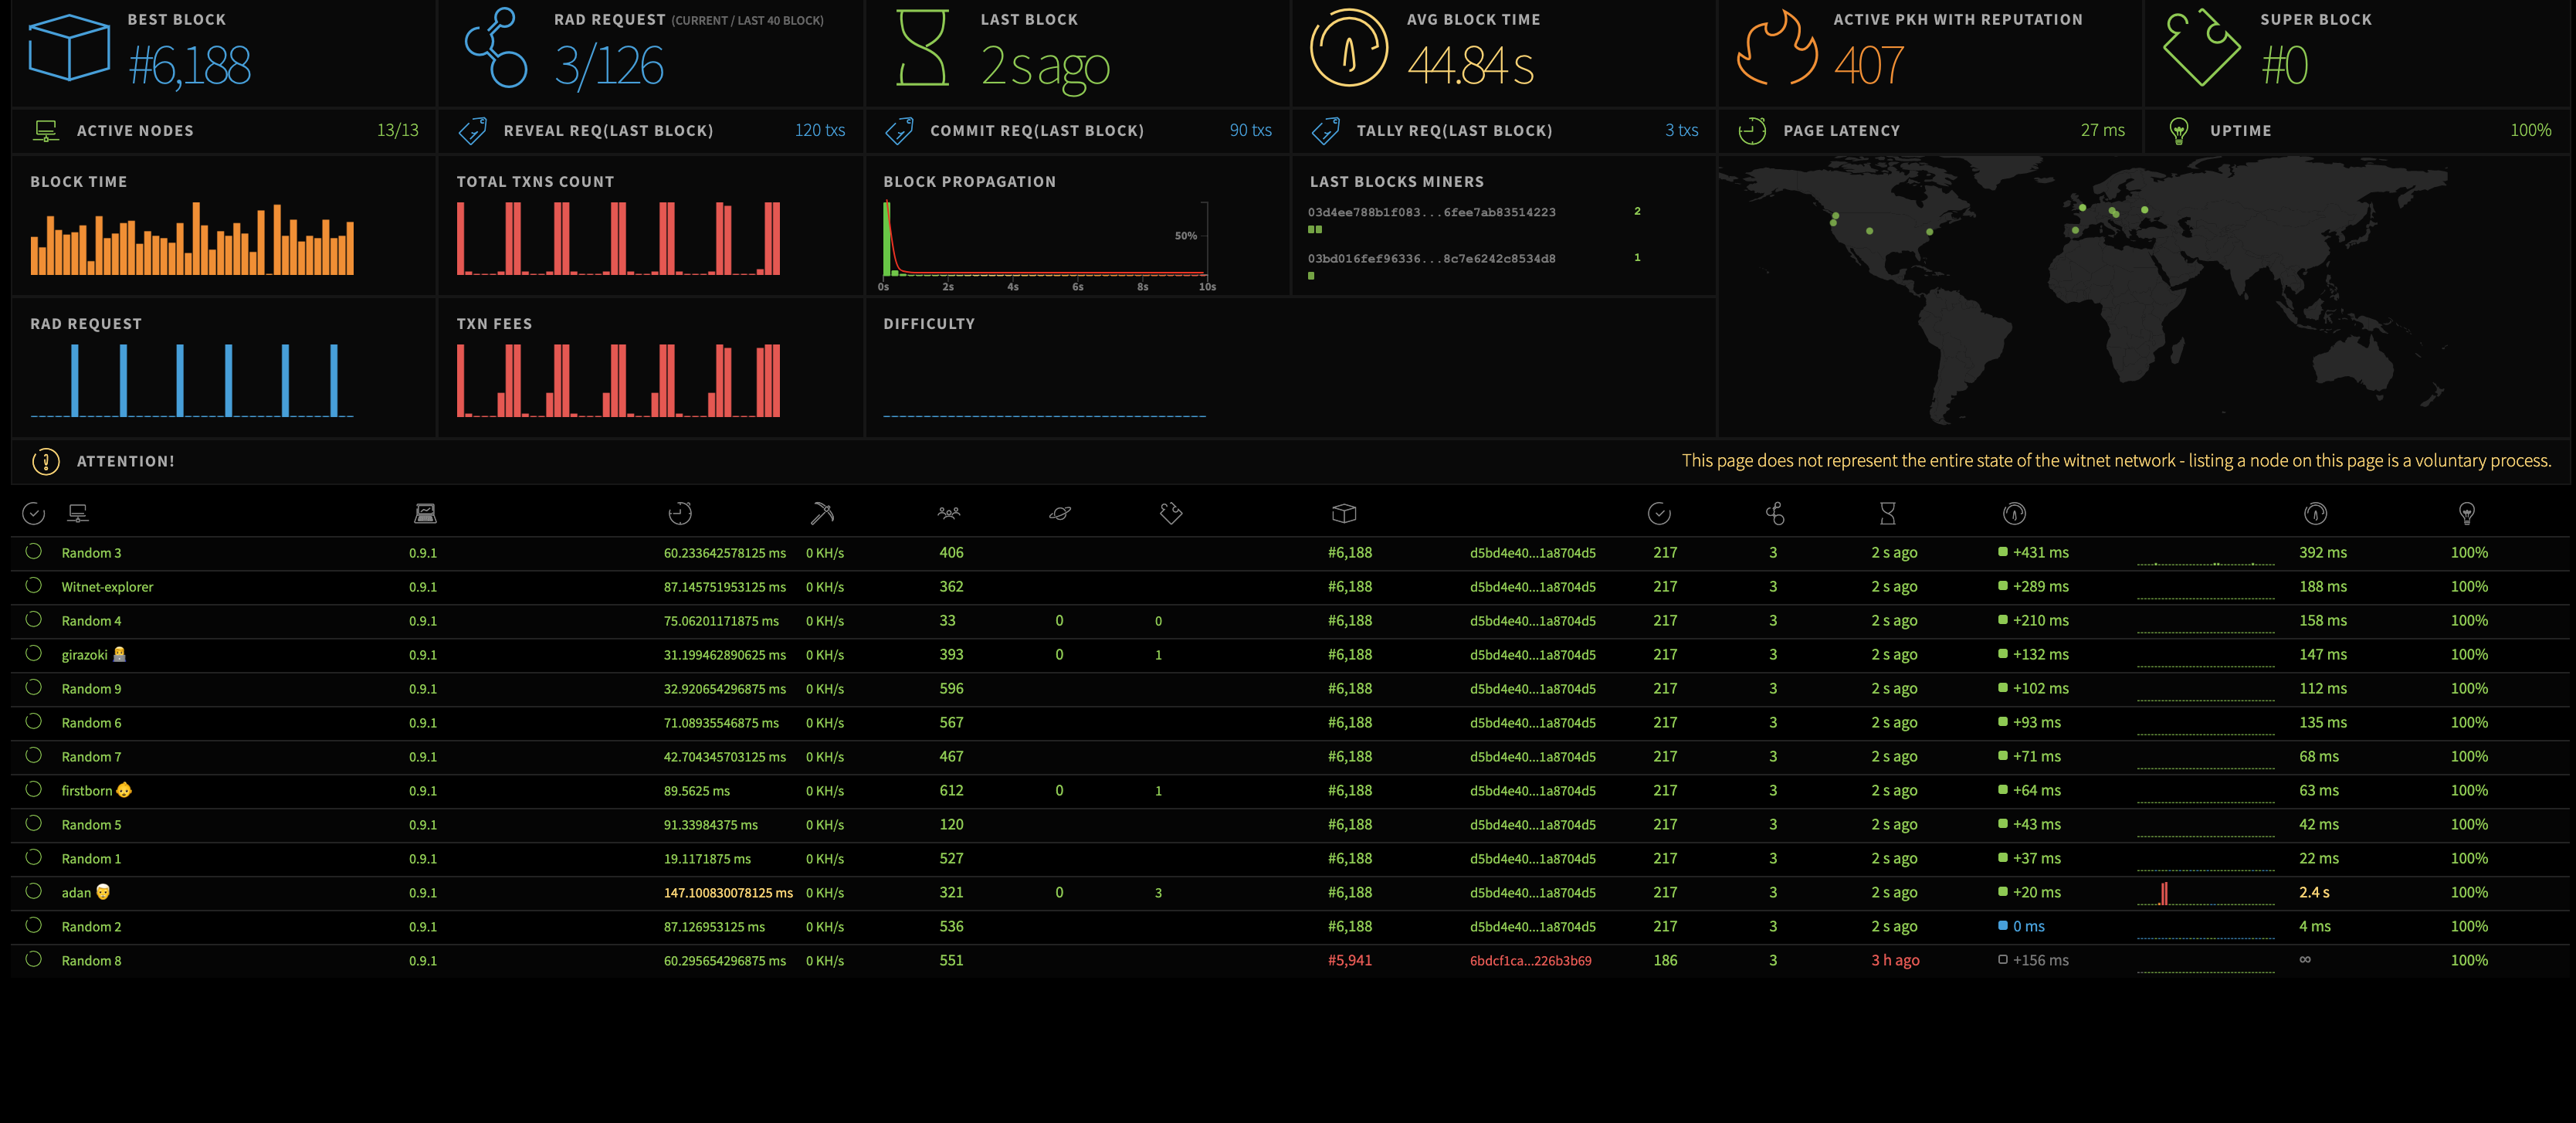 BEST BLOCK
#6,188
RAD REQUEST (CURRENT / LAST 40 BLOCK)
3/126
LAST BLOCK
2 s ago
AVG BLOCK TIME
44.84 s
ACTIVE PKH WITH REPUTATION
407
SUPER BLOCK
#0
ACTIVE NODES 13/13
REVEAL REQ(LAST BLOCK) 120 txs
COMMIT REQ(LAST BLOCK) 90 txs
TALLY REQ(LAST BLOCK) 3 txs
PAGE LATENCY 27 ms
UPTIME 100%
BLOCK TIME
TOTAL TXNS COUNT
BLOCK PROPAGATION
50%
0s 2s 4s 6s 8s 10s
LAST BLOCKS MINERS
03d4ee788b1f083...6fee7ab83514223 2
03bd016fef96336...8c7e6242c8534d8 1
RAD REQUEST
TXN FEES
DIFFICULTY
ATTENTION! This page does not represent the entire state of the witnet network - listing a node on this page is a voluntary process.
Random 3 0.9.1 60.233642578125 ms 0 KH/s 406 #6,188 d5bd4e40...1a8704d5 217 3 2 s ago +431 ms 392 ms 100%
Witnet-explorer 0.9.1 87.145751953125 ms 0 KH/s 362 #6,188 d5bd4e40...1a8704d5 217 3 2 s ago +289 ms 188 ms 100%
Random 4 0.9.1 75.06201171875 ms 0 KH/s 33 0 0 #6,188 d5bd4e40...1a8704d5 217 3 2 s ago +210 ms 158 ms 100%
girazoki 0.9.1 31.199462890625 ms 0 KH/s 393 0 1 #6,188 d5bd4e40...1a8704d5 217 3 2 s ago +132 ms 147 ms 100%
Random 9 0.9.1 32.920654296875 ms 0 KH/s 596 #6,188 d5bd4e40...1a8704d5 217 3 2 s ago +102 ms 112 ms 100%
Random 6 0.9.1 71.08935546875 ms 0 KH/s 567 #6,188 d5bd4e40...1a8704d5 217 3 2 s ago +93 ms 135 ms 100%
Random 7 0.9.1 42.704345703125 ms 0 KH/s 467 #6,188 d5bd4e40...1a8704d5 217 3 2 s ago +71 ms 68 ms 100%
firstborn 0.9.1 89.5625 ms 0 KH/s 612 0 1 #6,188 d5bd4e40...1a8704d5 217 3 2 s ago +64 ms 63 ms 100%
Random 5 0.9.1 91.33984375 ms 0 KH/s 120 #6,188 d5bd4e40...1a8704d5 217 3 2 s ago +43 ms 42 ms 100%
Random 1 0.9.1 19.1171875 ms 0 KH/s 527 #6,188 d5bd4e40...1a8704d5 217 3 2 s ago +37 ms 22 ms 100%
adan 0.9.1 147.100830078125 ms 0 KH/s 321 0 3 #6,188 d5bd4e40...1a8704d5 217 3 2 s ago +20 ms 2.4 s 100%
Random 2 0.9.1 87.126953125 ms 0 KH/s 536 #6,188 d5bd4e40...1a8704d5 217 3 2 s ago 0 ms 4 ms 100%
Random 8 0.9.1 60.295654296875 ms 0 KH/s 551 #5,941 6bdcf1ca...226b3b69 186 3 3 h ago +156 ms ∞ 100%